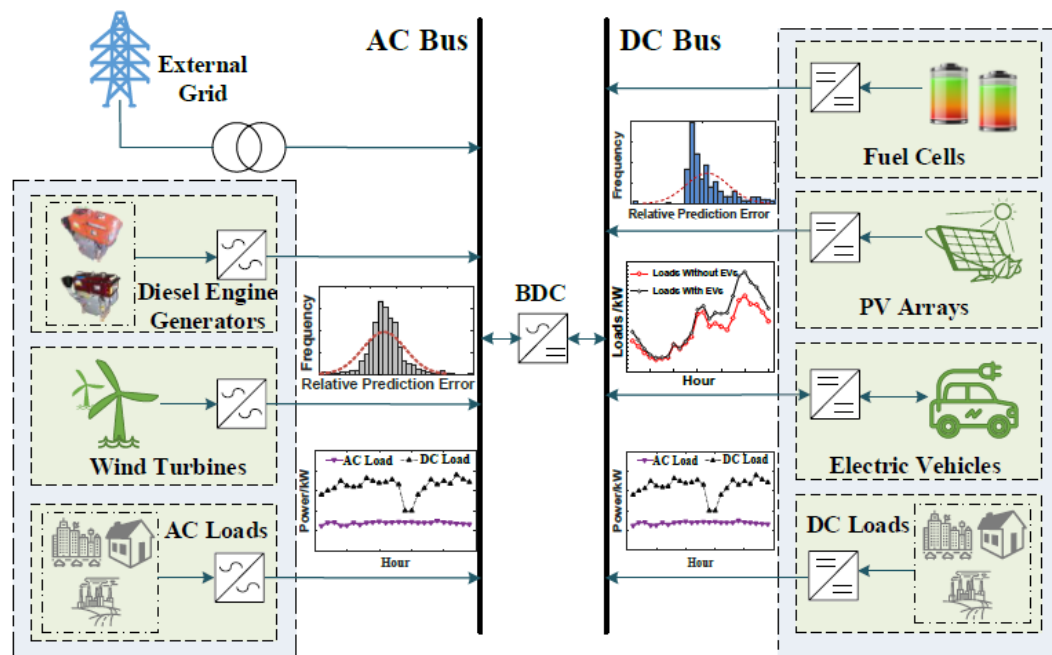 AC Bus
DC Bus
External
Grid
Fuel Cells
Frequency
Relative Prediction Error
Diesel Engine
Generators
PV Arrays
Loads Without EVs
Loads With EVs
Loads /kW
Hour
BDC
Frequency
Relative Prediction Error
Wind Turbines
Electric Vehicles
AC Load
DC Load
Power/kW
Hour
AC Load
DC Load
Power/kW
Hour
AC Loads
DC Loads